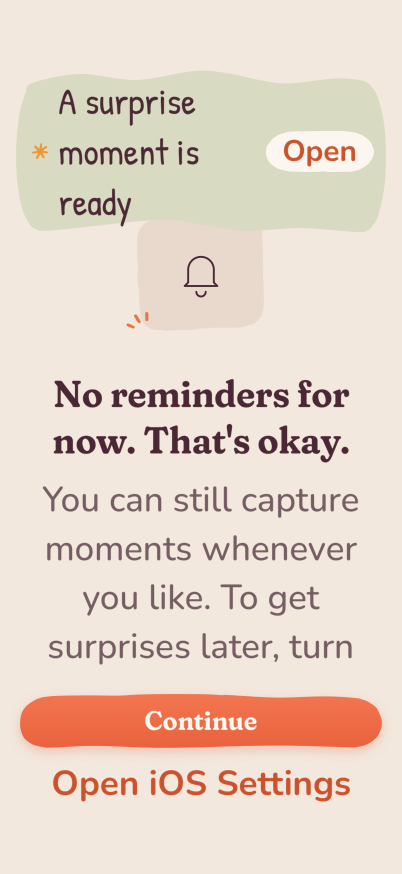 A surprise
moment is
ready
Open
No reminders for
now. That's okay.
You can still capture
moments whenever
you like. To get
surprises later, turn
Continue
Open iOS Settings